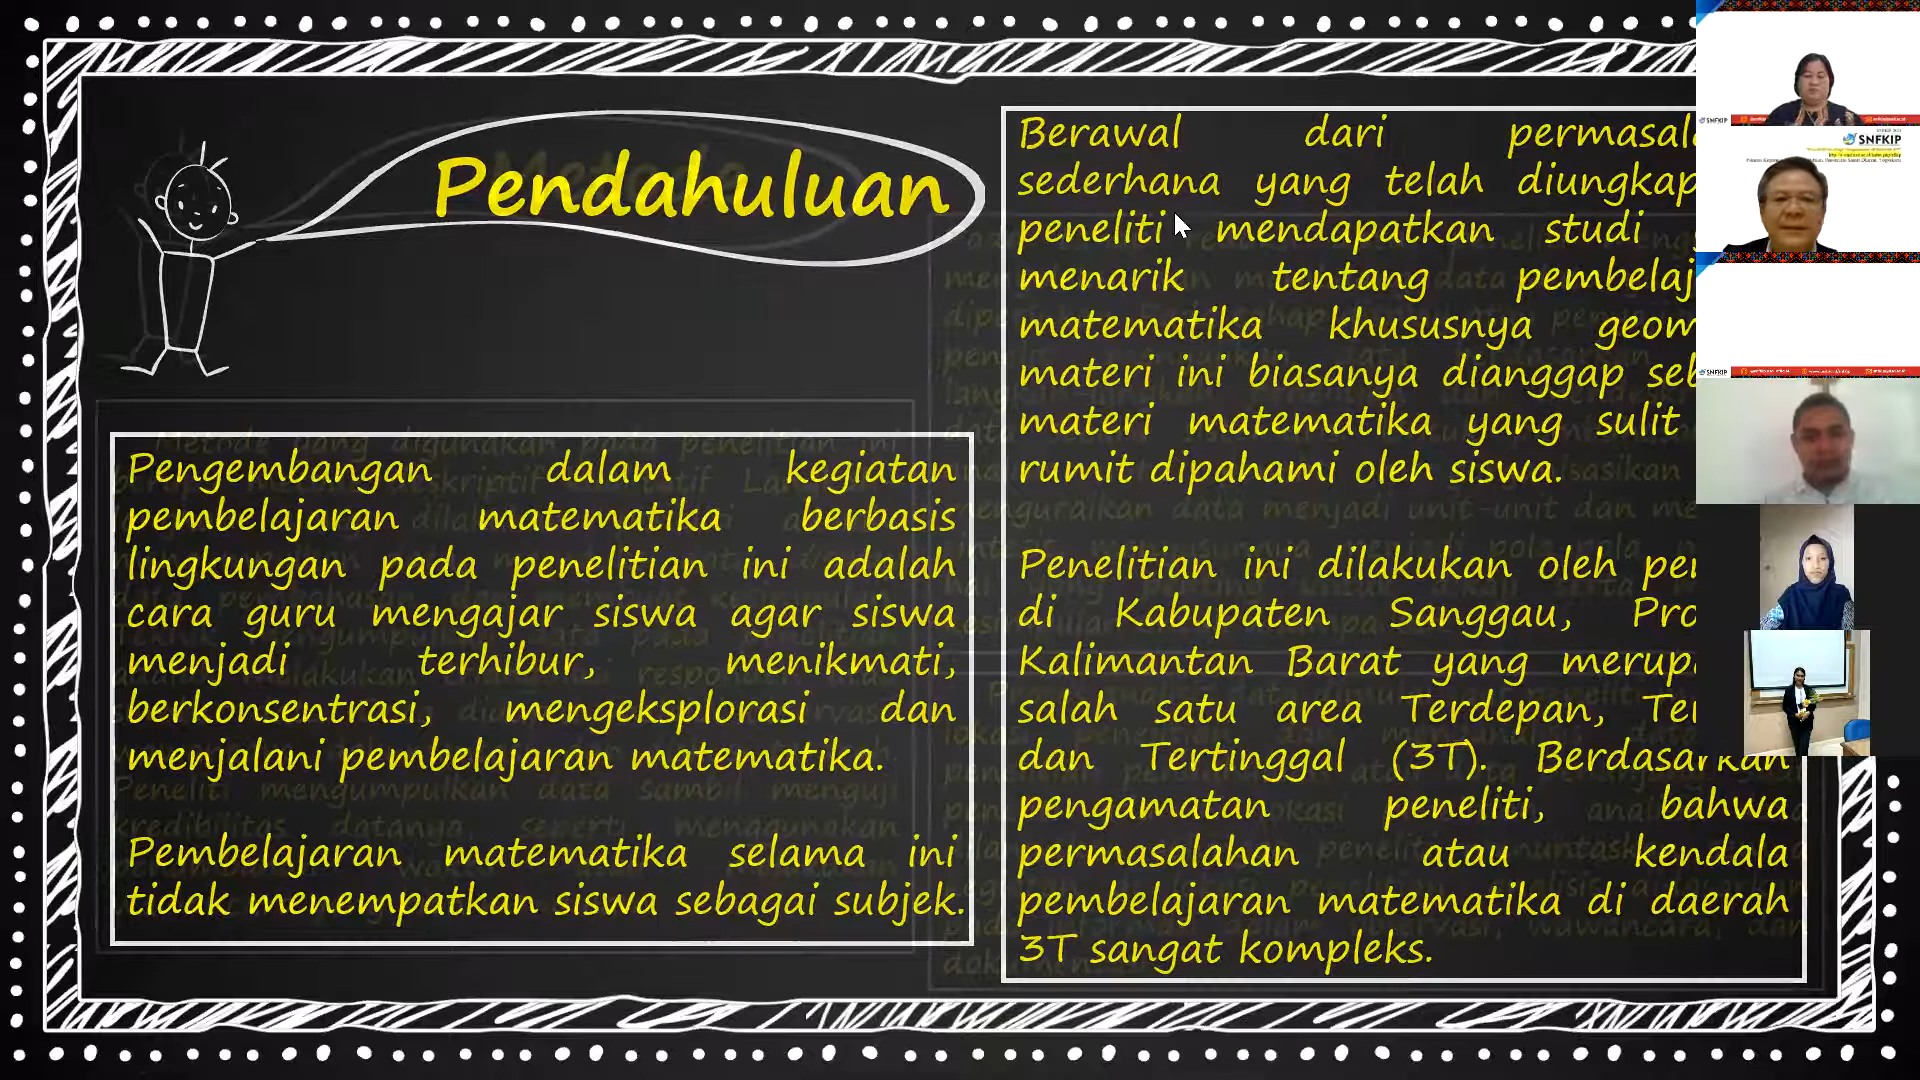 Pendahuluan
Pengembangan dalam kegiatan
pembelajaran matematika berbasis
lingkungan pada penelitian ini adalah
cara guru mengajar siswa agar siswa
menjadi terhibur, menikmati,
berkonsentrasi, mengeksplorasi dan
menjalani pembelajaran matematika.
Pembelajaran matematika selama ini
tidak menempatkan siswa sebagai subjek.
Berawal dari
sederhana yang telah
peneliti mendapatkan studi
menarik tentang
matematika khususnya
materi ini biasanya dianggap
materi matematika yang sulit
rumit dipahami oleh siswa.
Penelitian ini dilakukan oleh
di Kabupaten Sanggau,
Kalimantan Barat yang
salah satu area Terdepan,
dan Tertinggal (3T). Berdasarkan
pengamatan peneliti, bahwa
permasalahan atau kendala
pembelajaran matematika di daerah
3T sangat kompleks.
SNFKIP
SNFKIP
SNFKIP